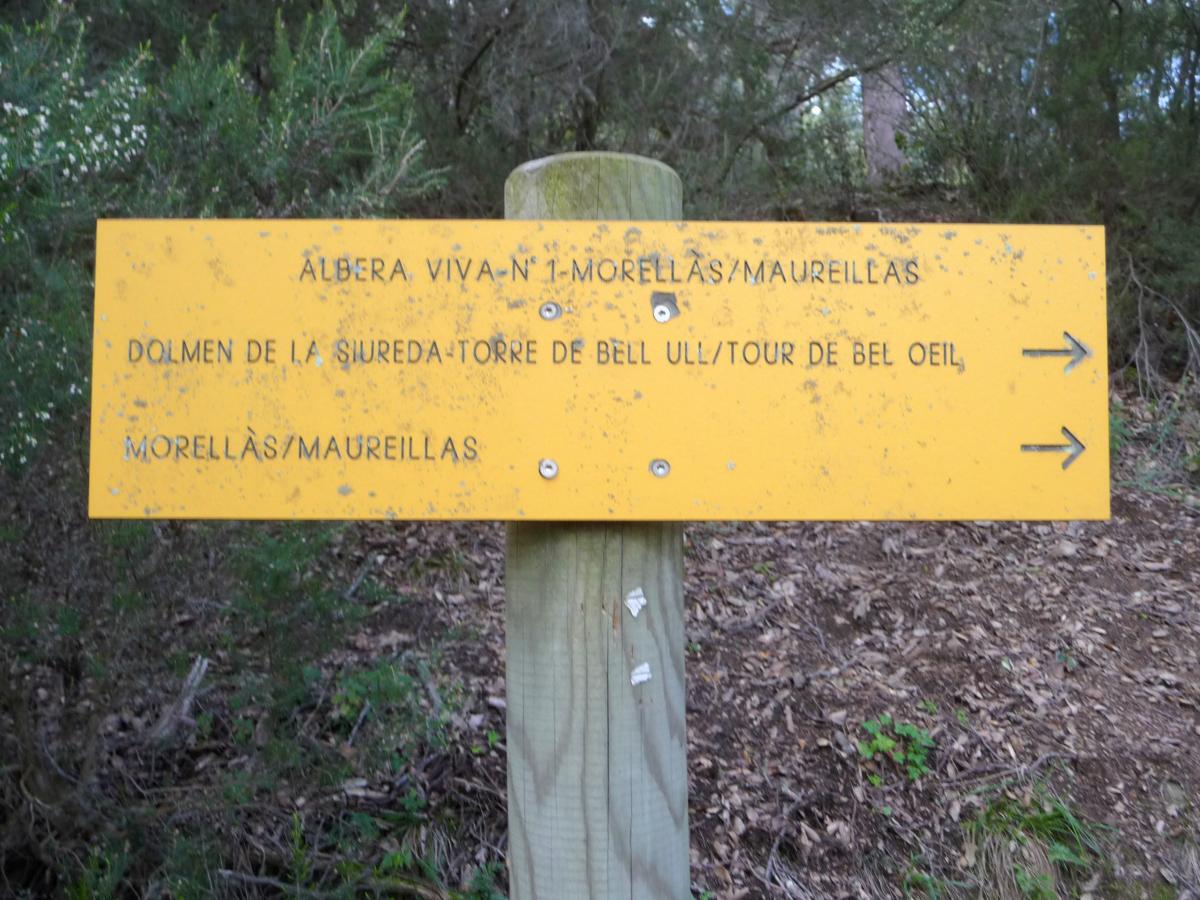 ALBERA VIVA-N° 1-MORELLÀS/MAUREILLAS
DOLMEN DE LA SIUREDA-TORRE DE BELL ULL/TOUR DE BEL OEIL →
MORELLÀS/MAUREILLAS →